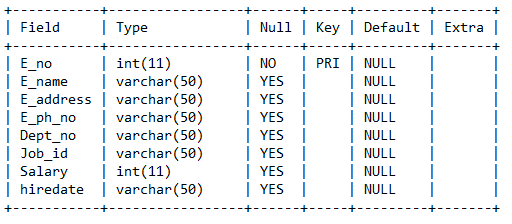 +-----------+------------------+------+-----+---------+-------+
| Field     | Type             | Null | Key | Default | Extra |
+-----------+------------------+------+-----+---------+-------+
| E_no      | int(11)          | NO   | PRI | NULL    |       |
| E_name    | varchar(50)      | YES  |     | NULL    |       |
| E_address | varchar(50)      | YES  |     | NULL    |       |
| E_ph_no   | varchar(50)      | YES  |     | NULL    |       |
| Dept_no   | varchar(50)      | YES  |     | NULL    |       |
| Job_id    | varchar(50)      | YES  |     | NULL    |       |
| Salary    | int(11)          | YES  |     | NULL    |       |
| hiredate  | varchar(50)      | YES  |     | NULL    |       |
+-----------+------------------+------+-----+---------+-------+